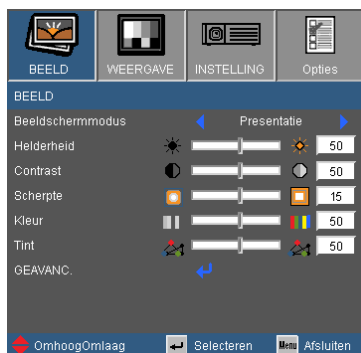 BEELD WEERGAVE INSTELLING Opties
BEELD
Beeldschermmodus Presentatie
Helderheid 50
Contrast 50
Scherpte 15
Kleur 50
Tint 50
GEAVANC.
OmhoogOmlaag Selecteren Menu Afsluiten